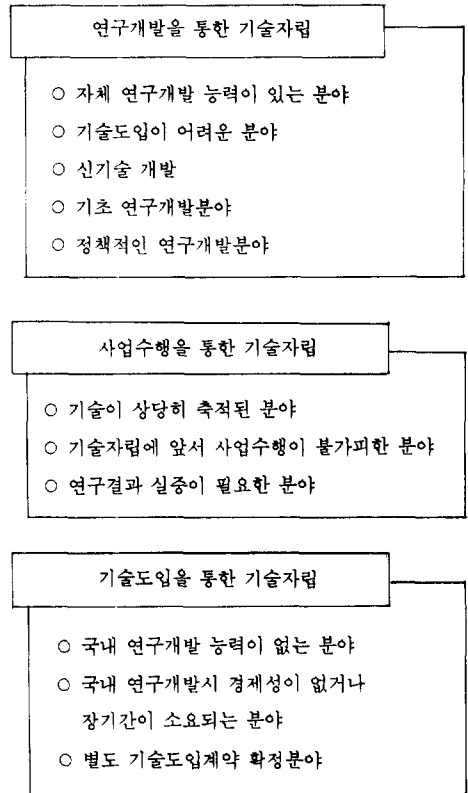 연구개발을 통한 기술자립
○ 자체 연구개발 능력이 있는 분야
○ 기술도입이 어려운 분야
○ 신기술 개발
○ 기초 연구개발분야
○ 정책적인 연구개발분야
사업수행을 통한 기술자립
○ 기술이 상당히 축적된 분야
○ 기술자립에 앞서 사업수행이 불가피한 분야
○ 연구결과 실증이 필요한 분야
기술도입을 통한 기술자립
○ 국내 연구개발 능력이 없는 분야
○ 국내 연구개발시 경제성이 없거나
장기간이 소요되는 분야
○ 별도 기술도입계약 확정분야